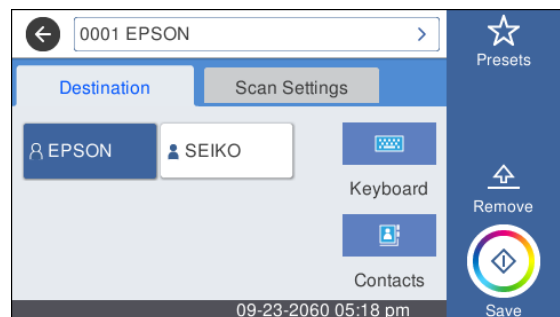 0001 EPSON
Presets
Destination
Scan Settings
EPSON
SEIKO
Keyboard
Remove
Contacts
09-23-2060 05:18 pm
Save